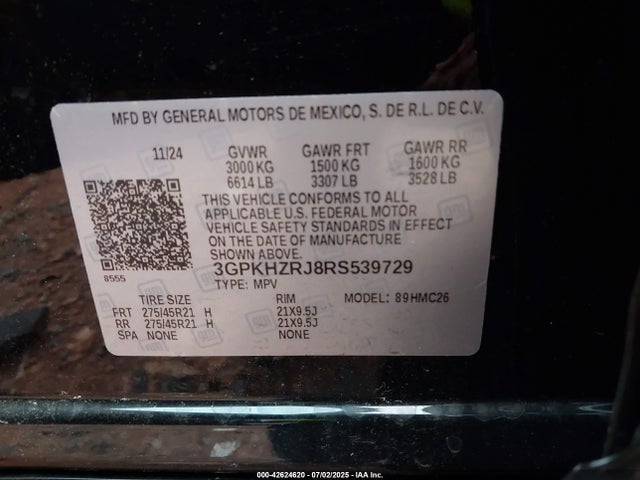 MFD BY GENERAL MOTORS DE MEXICO, S. DE R.L. DE C.V.
11/24 GVWR GAWR FRT GAWR RR
3000 KG 1500 KG 1600 KG
6614 LB 3307 LB 3528 LB
THIS VEHICLE CONFORMS TO ALL
APPLICABLE U.S. FEDERAL MOTOR
VEHICLE SAFETY STANDARDS IN EFFECT
ON THE DATE OF MANUFACTURE
SHOWN ABOVE.
8555
3GPKHZRJ8RS539729
TYPE: MPV
TIRE SIZE RIM MODEL: 89HMC26
FRT 275/45R21 H 21X9.5J
RR 275/45R21 H 21X9.5J
SPA NONE NONE
000-42624620 - 07/02/2025 - IAA Inc.